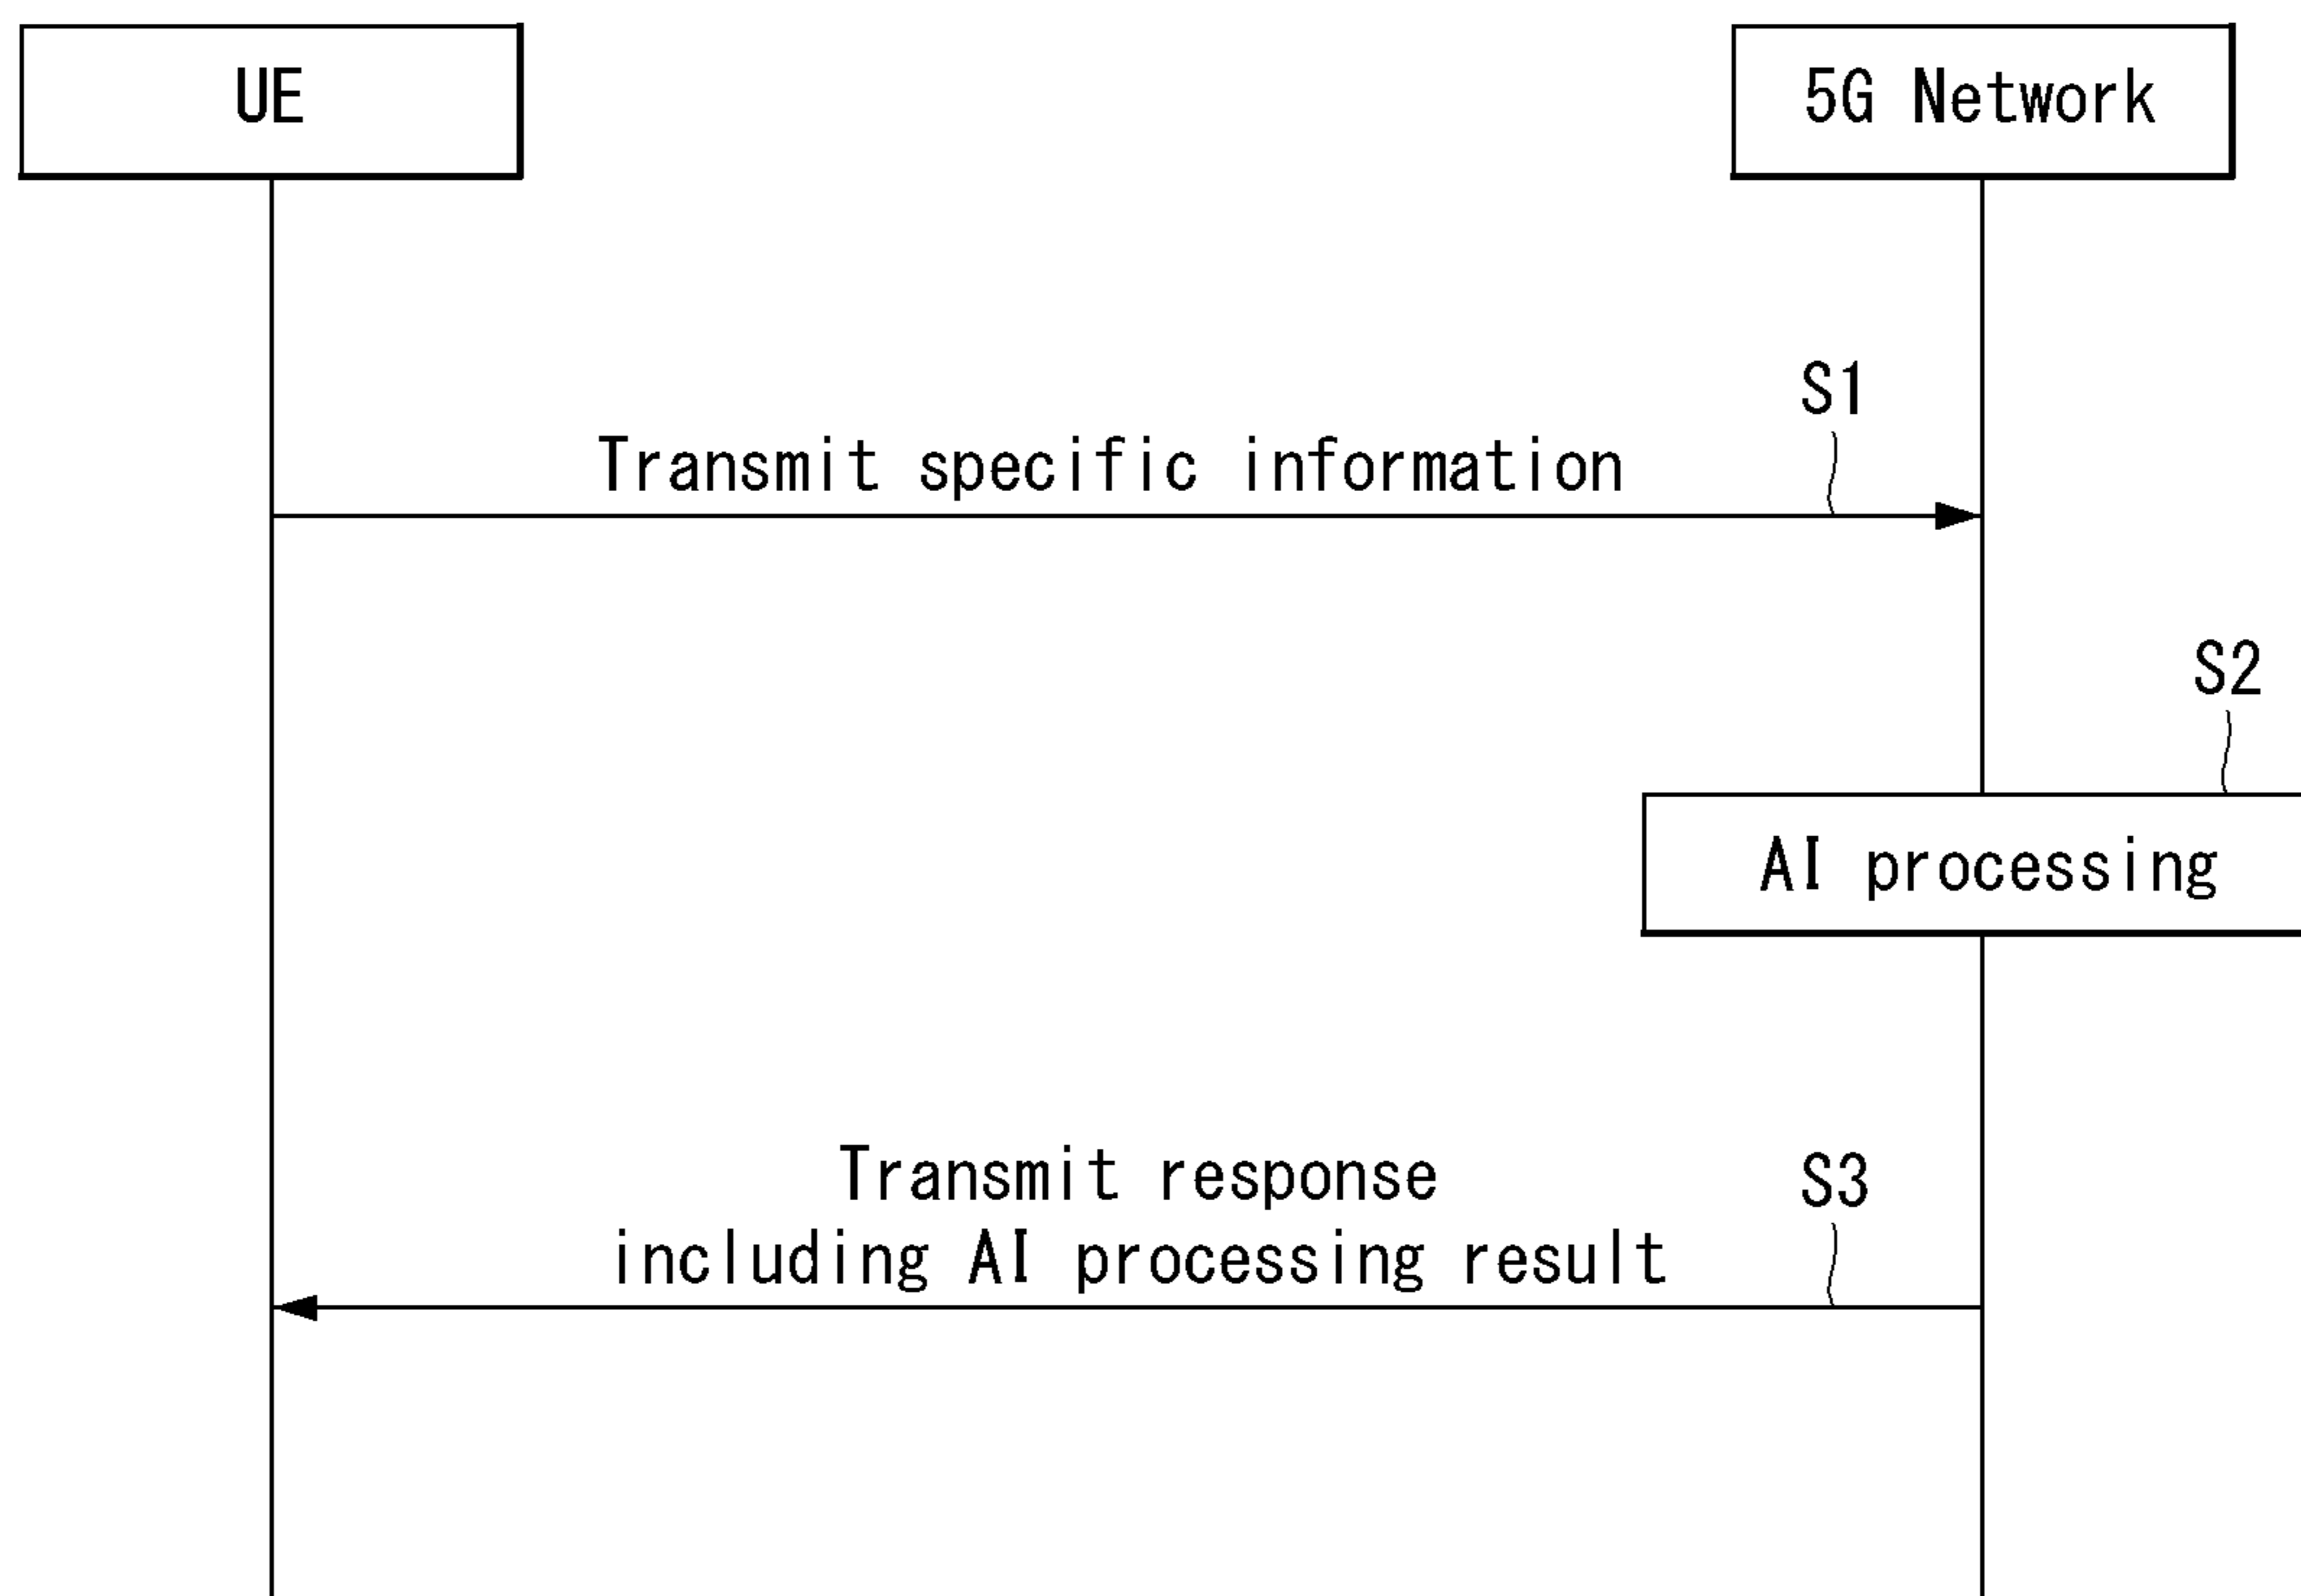 UE
5G Network
S1
Transmit specific information
S2
AI processing
Transmit response
S3
including AI processing result